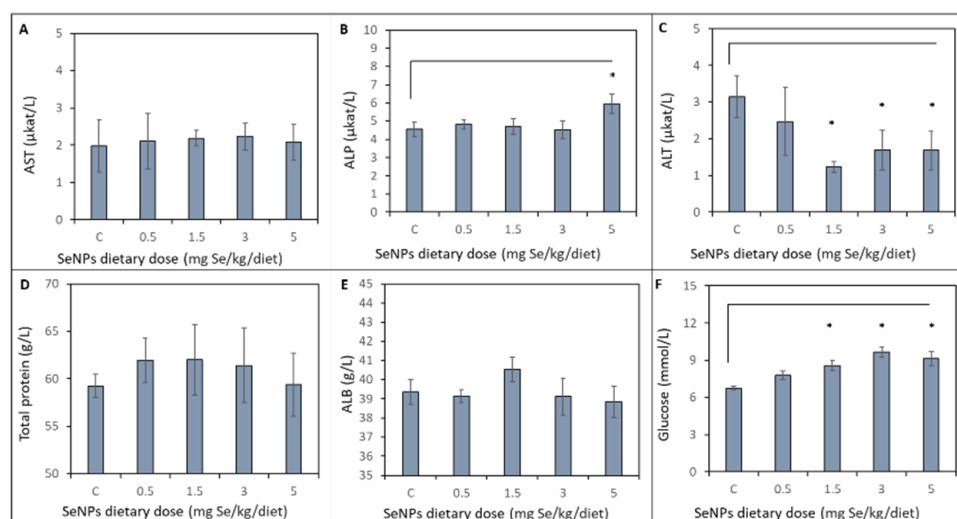 A
5
4
3
2
1
0
AST (µkat/L)
C 0.5 1.5 3 5
SeNPs dietary dose (mg Se/kg/diet)
B
10
9
8
7
6
5
4
3
2
1
0
ALP (µkat/L)
*
C 0.5 1.5 3 5
SeNPs dietary dose (mg Se/kg/diet)
C
5
4
3
2
1
0
ALT (µkat/L)
* * *
C 0.5 1.5 3 5
SeNPs dietary dose (mg Se/kg/diet)
D
70
65
60
55
50
Total protein (g/L)
C 0.5 1.5 3 5
SeNPs dietary dose (mg Se/kg/diet)
E
45
44
43
42
41
40
39
38
37
36
35
ALB (g/L)
C 0.5 1.5 3 5
SeNPs dietary dose (mg Se/kg/diet)
F
15
12
9
6
3
0
Glucose (mmol/L)
* * *
C 0.5 1.5 3 5
SeNPs dietary dose (mg Se/kg/diet)